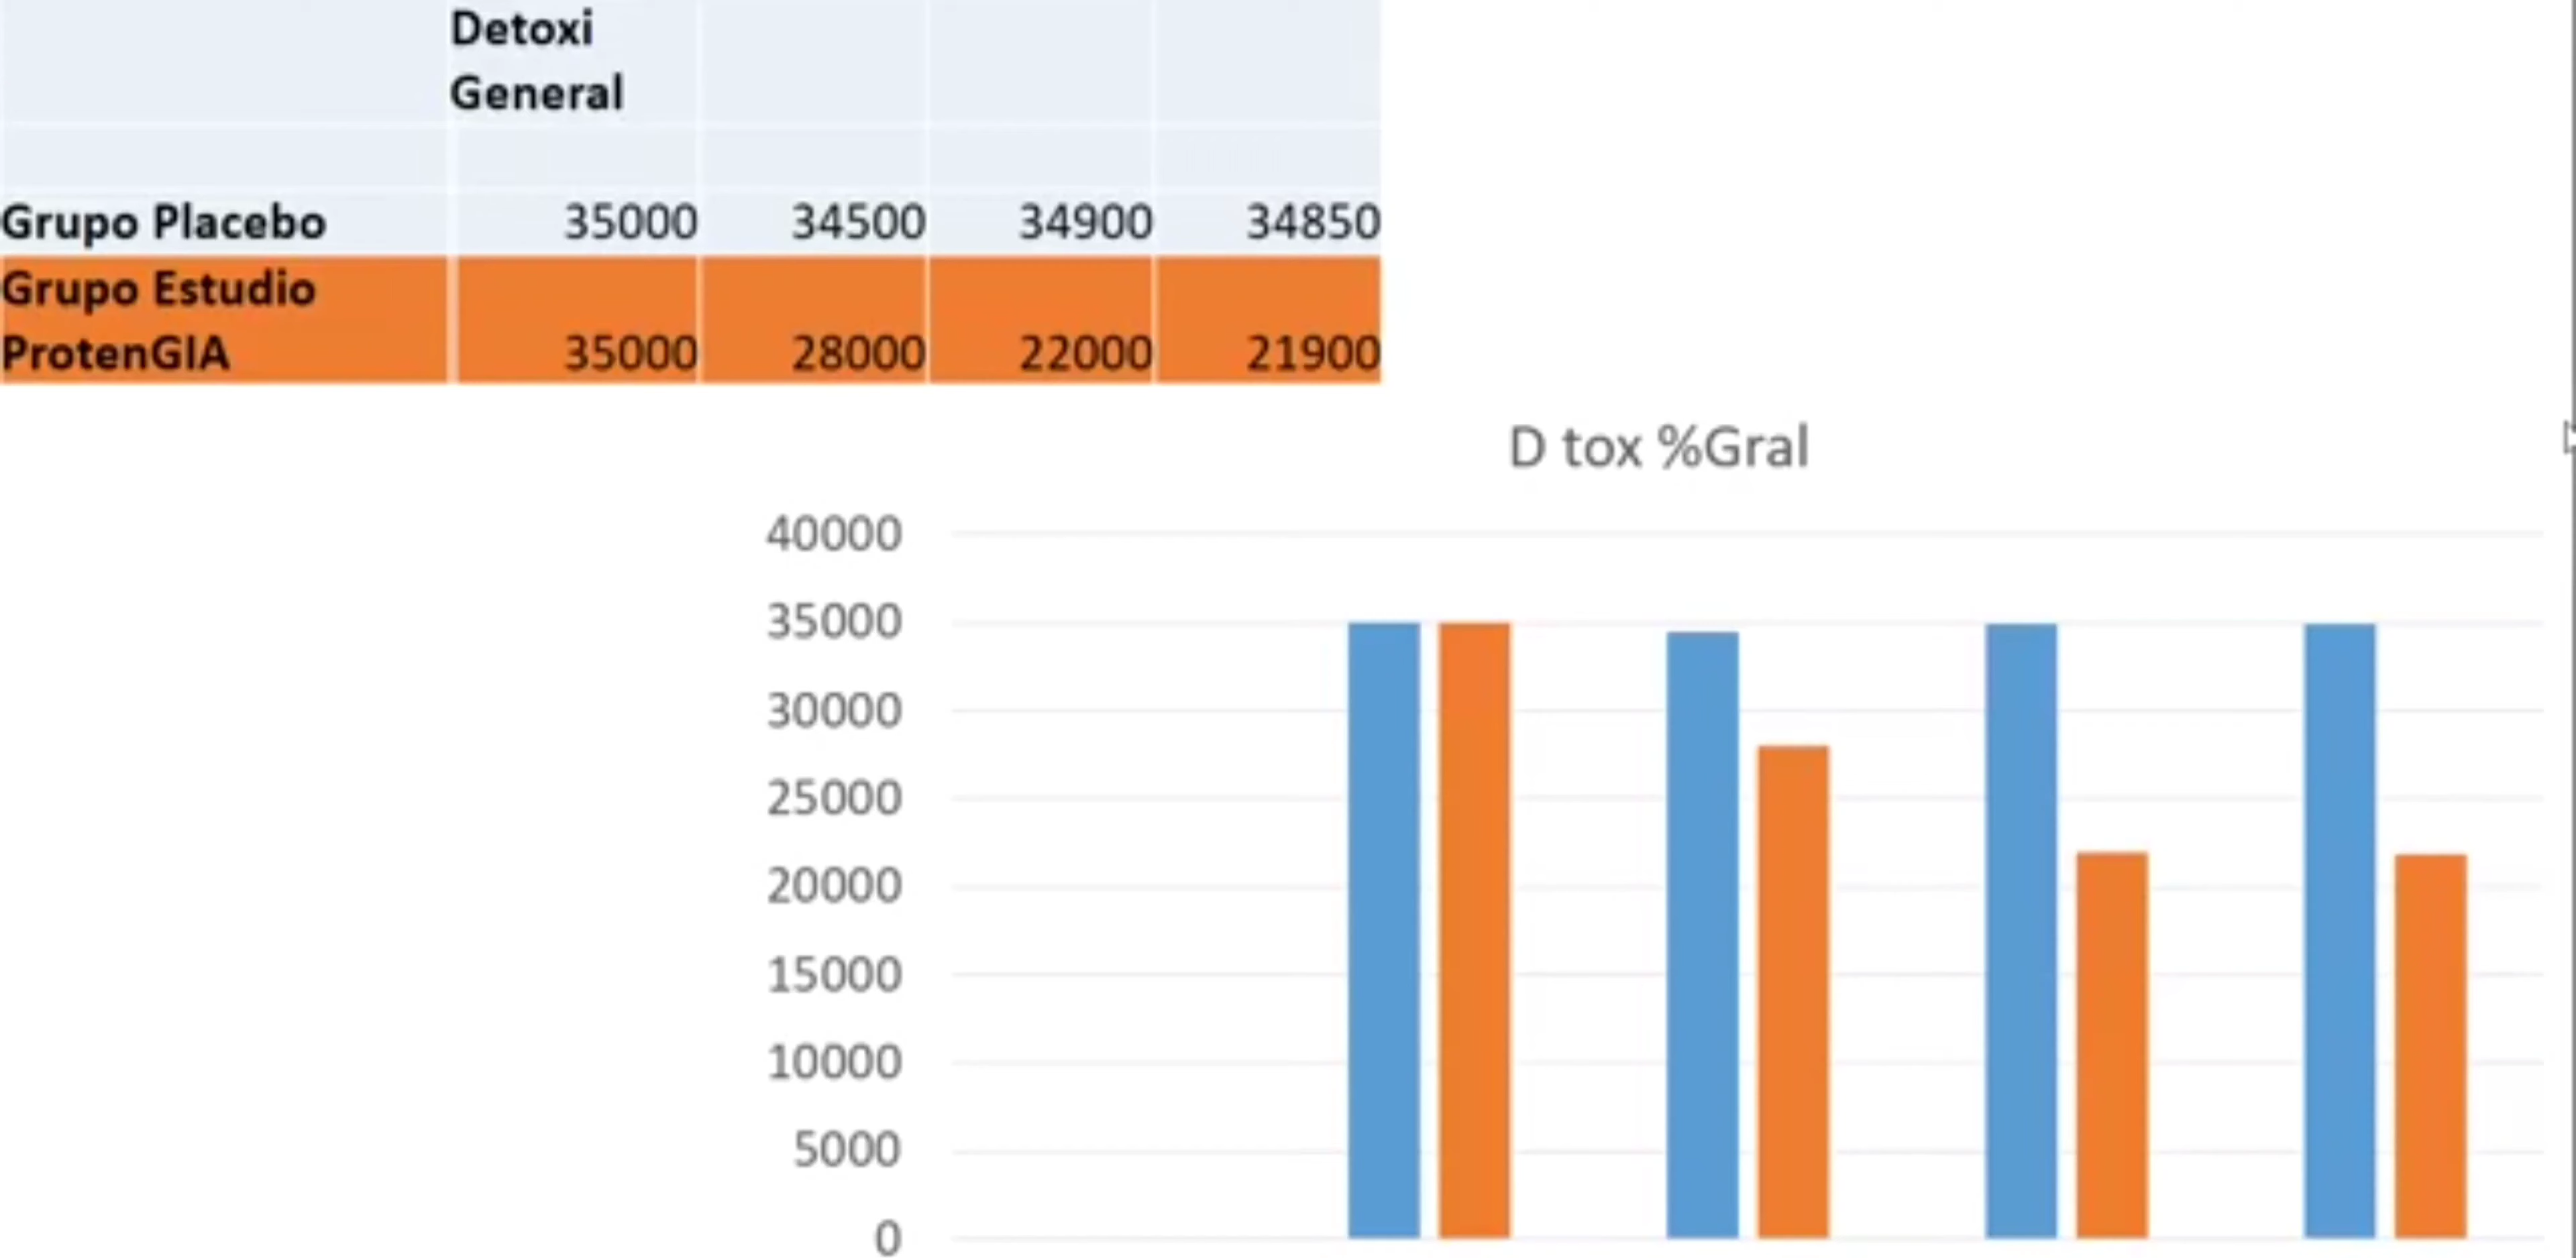 Detoxi
General
Grupo Placebo 35000 34500 34900 34850
Grupo Estudio
ProtenGIA 35000 28000 22000 21900
D tox %Gral
40000
35000
30000
25000
20000
15000
10000
5000
0